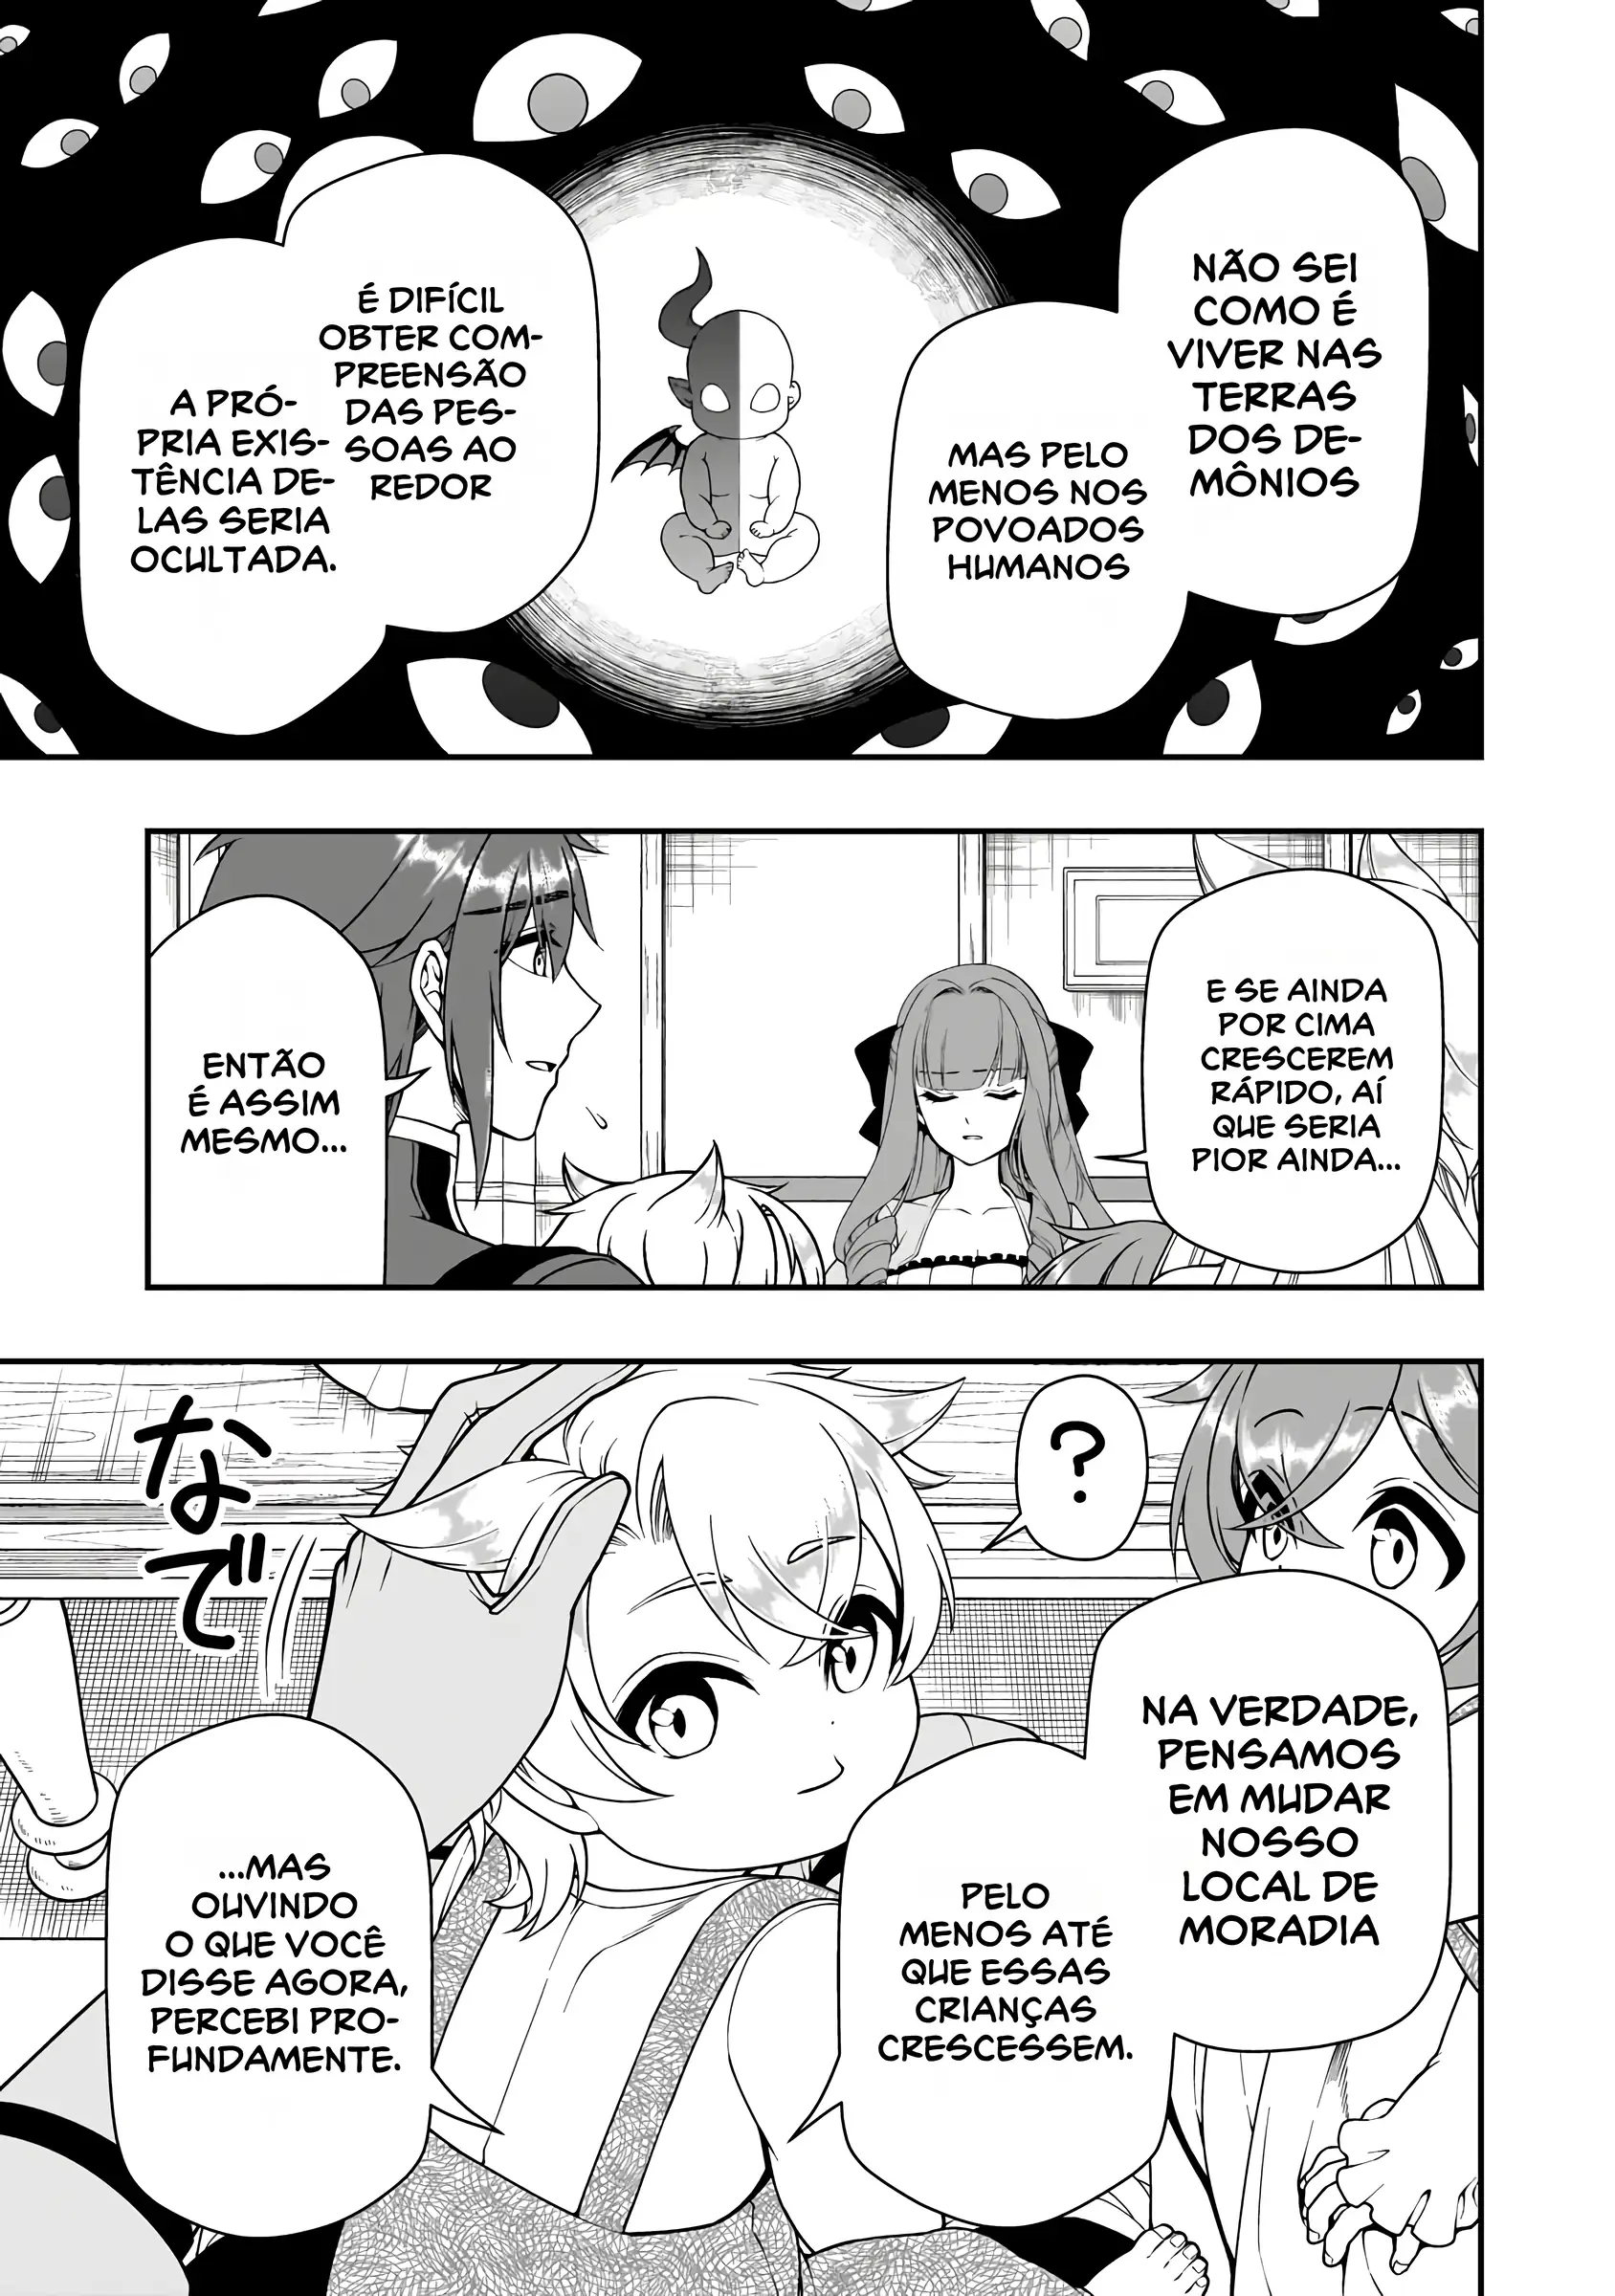 NÃO SEI
COMO É
VIVER NAS
TERRAS
DOS DE-
MÔNIOS
MAS PELO
MENOS NOS
POVOADOS
HUMANOS
É DIFÍCIL
OBTER COM-
PREENSÃO
DAS PES-
SOAS AO
REDOR
A PRÓ-
PRIA EXIS-
TÊNCIA DE-
LAS SERIA
OCULTADA.
E SE AINDA
POR CIMA
CRESCEREM
RÁPIDO, AÍ
QUE SERIA
PIOR AINDA...
ENTÃO
É ASSIM
MESMO...
?
なで
NA VERDADE,
PENSAMOS
EM MUDAR
NOSSO
LOCAL DE
MORADIA
PELO
MENOS ATÉ
QUE ESSAS
CRIANÇAS
CRESCESSEM.
...MAS
OUVINDO
O QUE VOCÊ
DISSE AGORA,
PERCEBI PRO-
FUNDAMENTE.